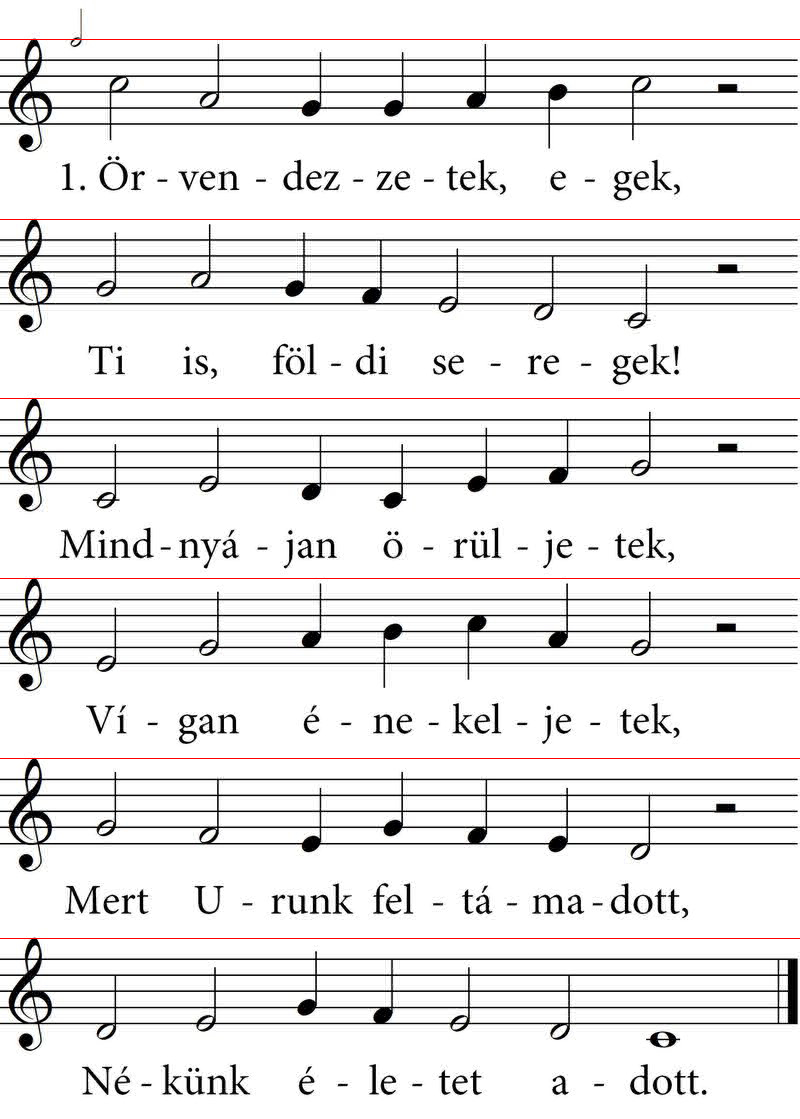 1. Ör - ven - dez - ze - tek, e - gek,
Ti is, föl - di se - re - gek!
Mind - nyá - jan ö - rül - je - tek,
Ví - gan é - ne - kel - je - tek,
Mert U - runk fel - tá - ma - dott,
Né - künk é - le - tet a - dott.